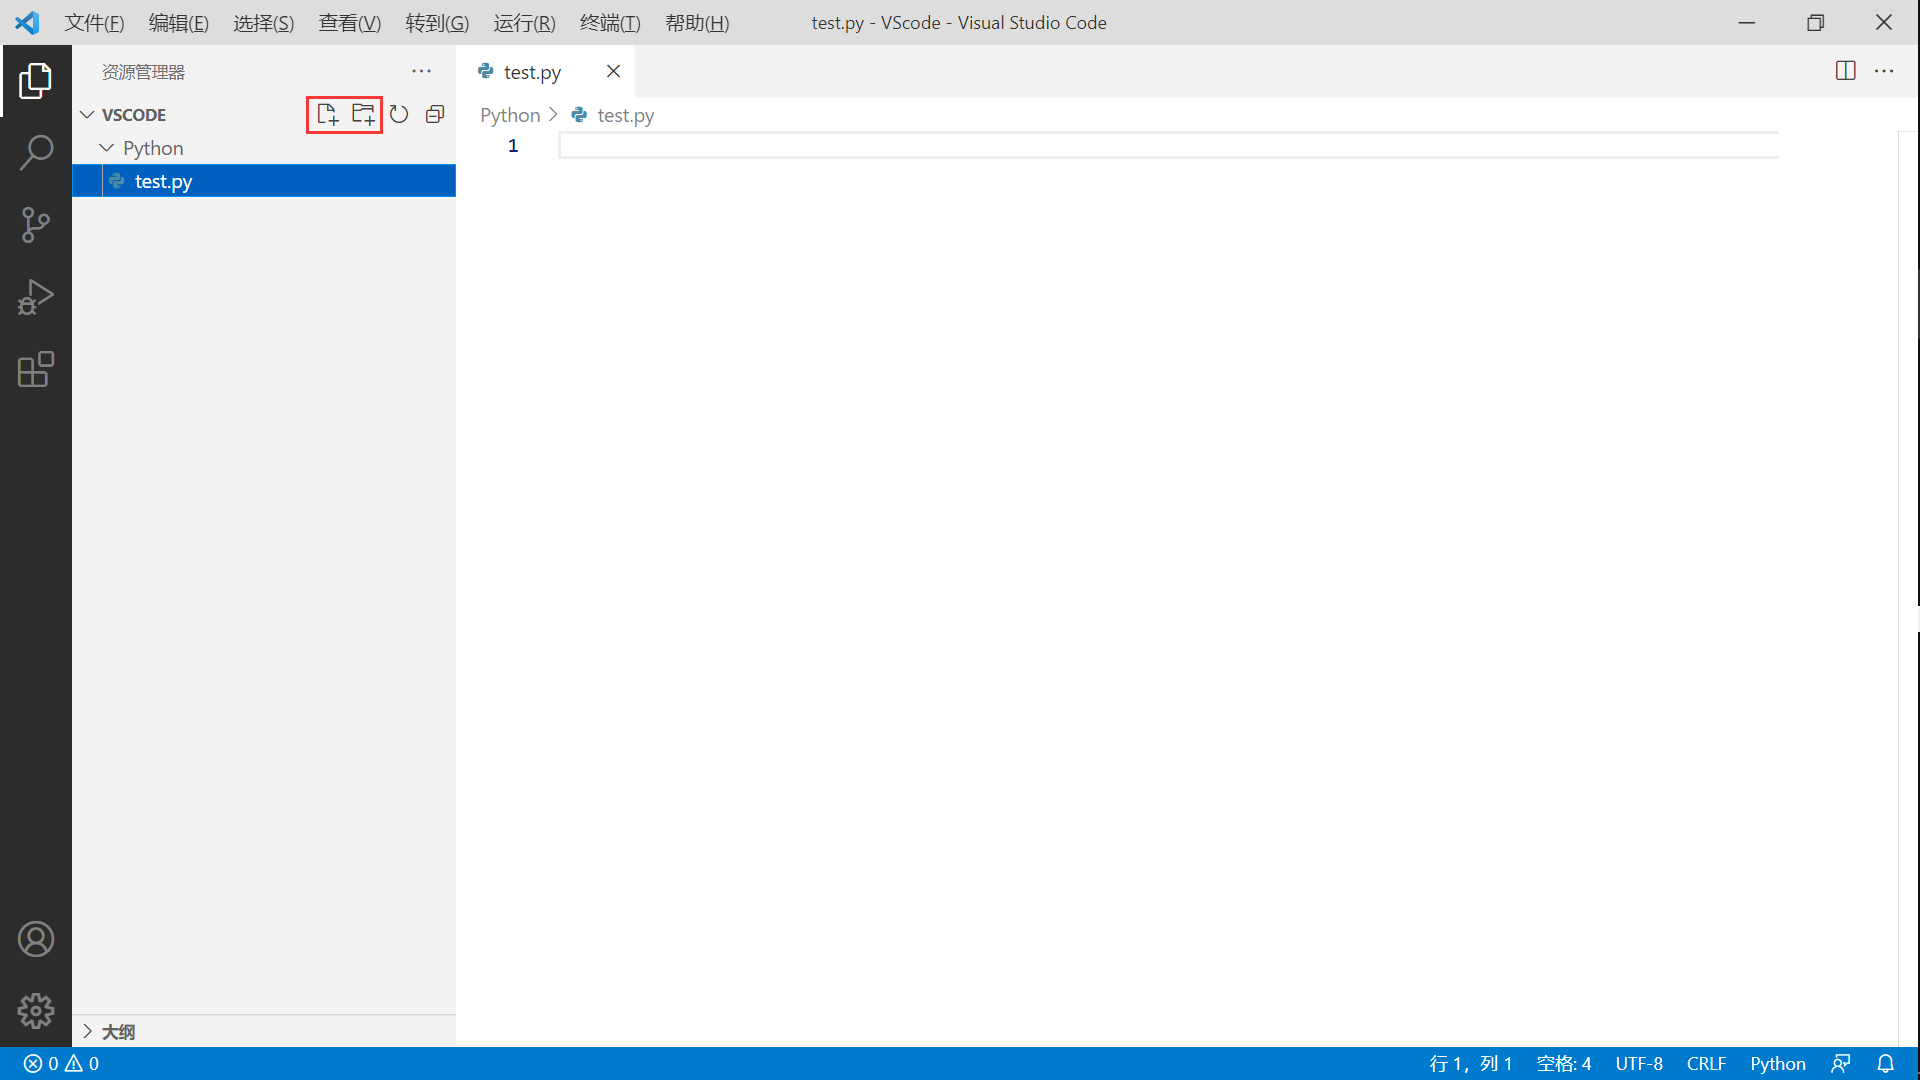 文件(F) 编辑(E) 选择(S) 查看(V) 转到(G) 运行(R) 终端(T) 帮助(H) test.py - VScode - Visual Studio Code
资源管理器
VSCODE
Python
test.py
大纲
test.py
Python > test.py
1
0 0 行 1，列 1 空格: 4 UTF-8 CRLF Python